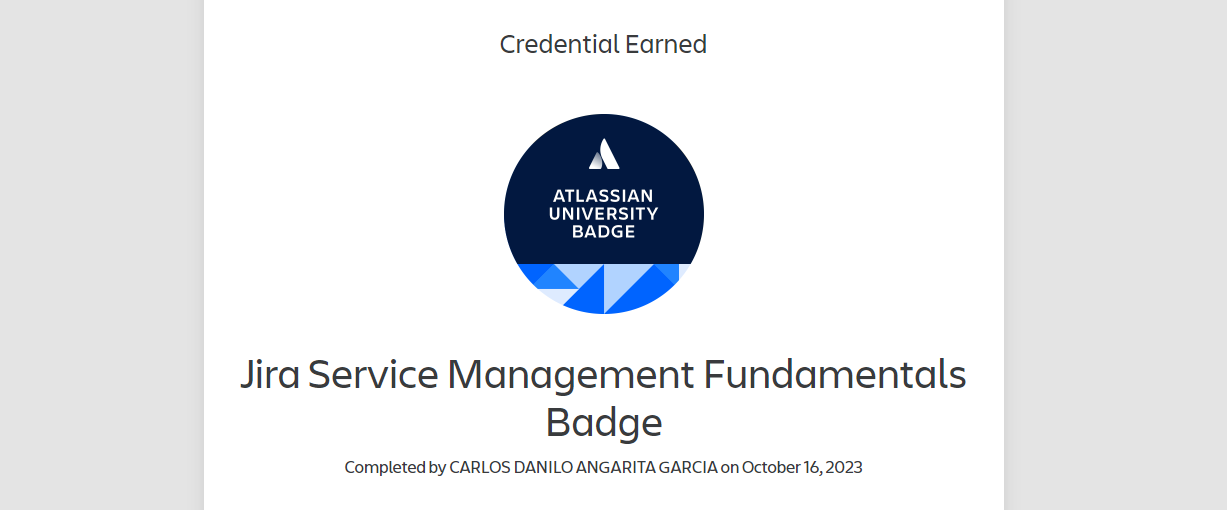 Credential Earned
ATLASSIAN
UNIVERSITY
BADGE
Jira Service Management Fundamentals
Badge
Completed by CARLOS DANILO ANGARITA GARCIA on October 16, 2023